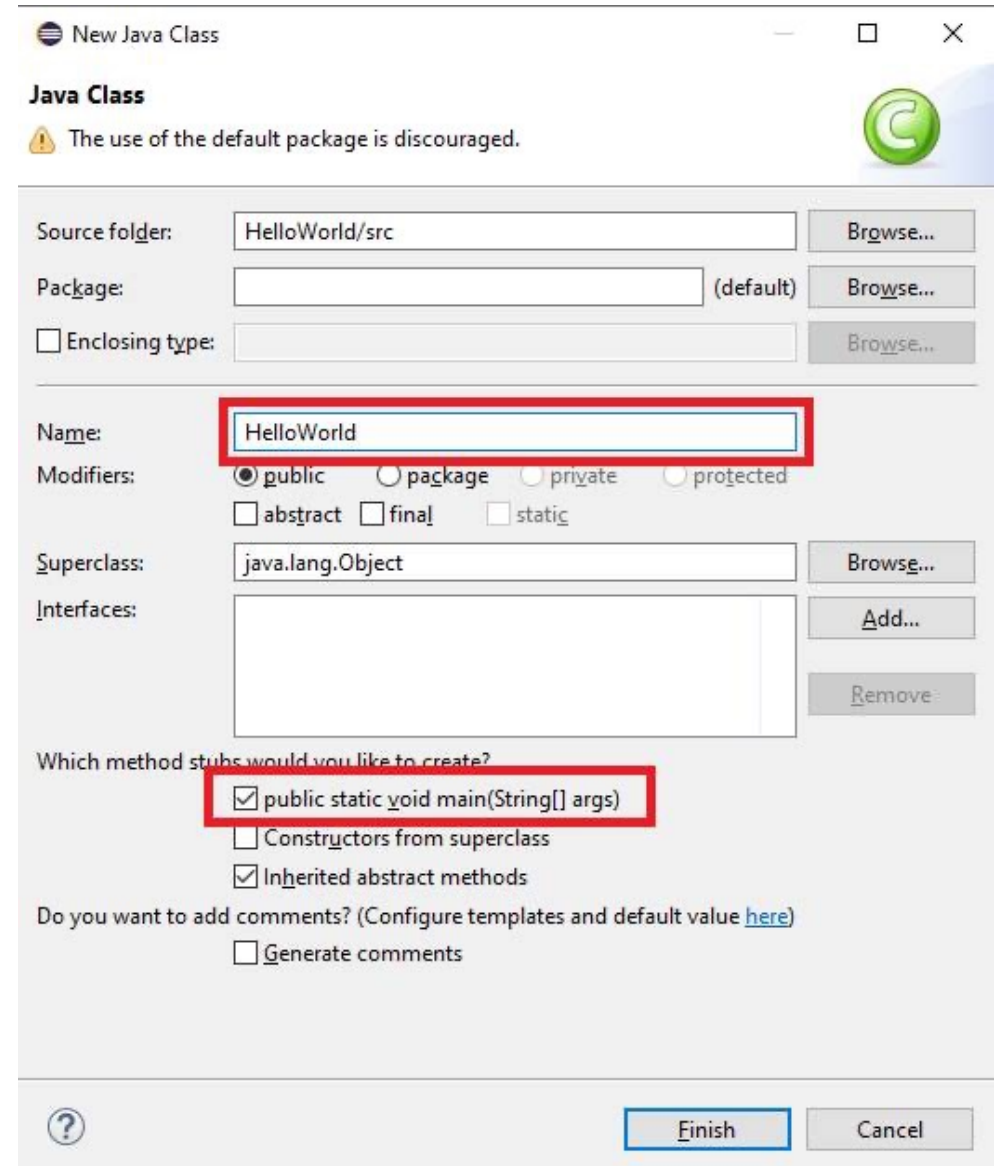 New Java Class
Java Class
The use of the default package is discouraged.
Source folder: HelloWorld/src Browse...
Package: (default) Browse...
Enclosing type: Browse...
Name: HelloWorld
Modifiers: public package private protected
abstract final static
Superclass: java.lang.Object Browse...
Interfaces: Add...
Remove
Which method stubs would you like to create?
public static void main(String[] args)
Constructors from superclass
Inherited abstract methods
Do you want to add comments? (Configure templates and default value here)
Generate comments
Finish Cancel